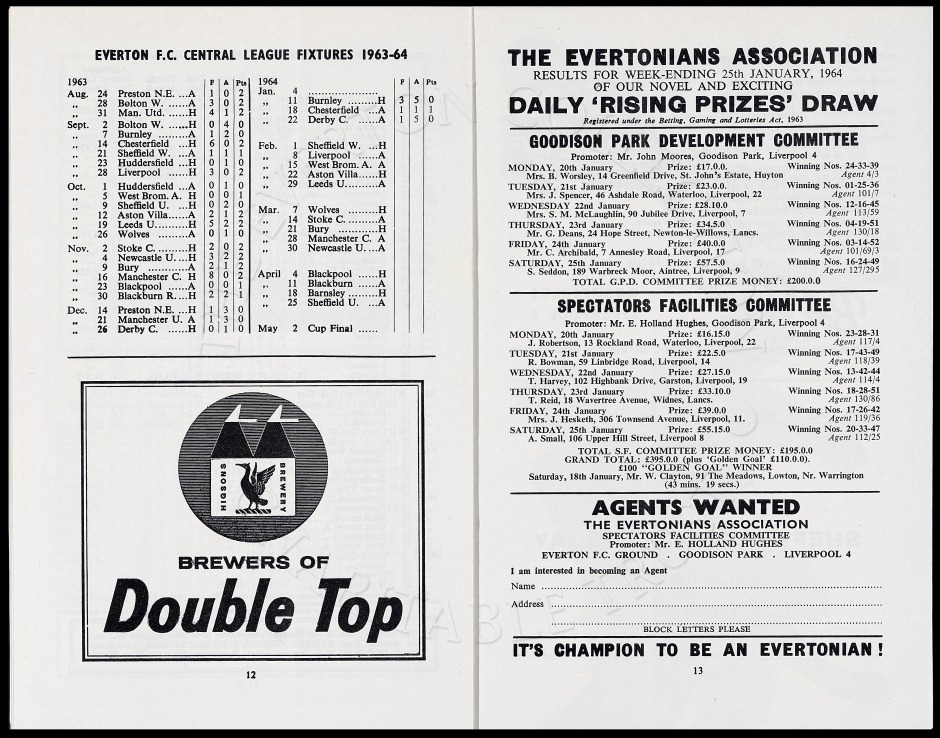 EVERTON F.C. CENTRAL LEAGUE FIXTURES 1963-64
1963 F A Pts
Aug. 24 Preston N.E. ...A 1 0 2
,, 28 Bolton W. ......H 3 0 2
,, 31 Man. Utd. ......H 4 1 2
Sept. 2 Bolton W. ......H 0 4 0
,, 7 Burnley .........A 1 2 0
,, 14 Chesterfield ...H 6 0 2
,, 21 Sheffield W. ...A 1 1 1
,, 23 Huddersfield ...H 0 1 0
,, 28 Liverpool ......H 3 0 2
Oct. 1 Huddersfield ...A 0 1 0
,, 5 West Brom. A. H 0 0 1
,, 9 Sheffield U. ...A 0 2 0
,, 12 Aston Villa......A 2 1 2
,, 19 Leeds U..........H 5 2 2
,, 26 Wolves .........A 0 1 0
Nov. 2 Stoke C..........H 2 0 2
,, 4 Newcastle U....H 3 2 2
,, 9 Bury ............A 2 1 2
,, 16 Manchester C. H 8 0 2
,, 23 Blackpool ......A 0 0 1
,, 30 Blackburn R....H 2 2 1
Dec. 14 Preston N.E. ...H 1 3 0
,, 21 Manchester U. A 1 3 0
,, 26 Derby C. ......H 0 1 0
1964 F A Pts
Jan. 4 ........................
,, 11 Burnley .........H 3 5 0
,, 18 Chesterfield ...A 1 1 1
,, 22 Derby C. ......A 1 5 0
Feb. 1 Sheffield W. ...H
,, 8 Liverpool ......A
,, 15 West Brom. A. A
,, 22 Aston Villa......H
,, 29 Leeds U..........A
Mar. 7 Wolves .........H
,, 14 Stoke C..........A
,, 21 Bury ............H
,, 28 Manchester C. A
,, 30 Newcastle U....A
April 4 Blackpool ......H
,, 11 Blackburn ......A
,, 18 Barnsley .........H
,, 25 Sheffield U. ...A
May 2 Cup Final ......
HIGSONS
BREWERY
BREWERS OF
Double Top
12
THE EVERTONIANS ASSOCIATION
RESULTS FOR WEEK-ENDING 25th JANUARY, 1964
OF OUR NOVEL AND EXCITING
DAILY 'RISING PRIZES' DRAW
Registered under the Betting, Gaming and Lotteries Act, 1963
GOODISON PARK DEVELOPMENT COMMITTEE
Promoter: Mr. John Moores, Goodison Park, Liverpool 4
MONDAY, 20th January Prize: £17.0.0. Winning Nos. 24-33-39
Mrs. B. Worsley, 14 Greenfield Drive, St. John's Estate, Huyton Agent 4/3
TUESDAY, 21st January Prize: £23.0.0. Winning Nos. 01-25-36
Mrs. J. Spencer, 46 Ashdale Road, Waterloo, Liverpool, 22 Agent 101/7
WEDNESDAY 22nd January Prize: £28.10.0 Winning Nos. 12-16-45
Mrs. S. M. McLaughlin, 90 Jubilee Drive, Liverpool, 7 Agent 113/59
THURSDAY, 23rd January Prize: £34.5.0 Winning Nos. 04-19-51
Mr. G. Deans, 24 Hope Street, Newton-le-Willows, Lancs. Agent 130/18
FRIDAY, 24th January Prize: £40.0.0 Winning Nos. 03-14-52
Mr. C. Archibald, 7 Annesley Road, Liverpool, 17 Agent 101/69/3
SATURDAY, 25th January Prize: £57.5.0 Winning Nos. 16-24-49
S. Seddon, 189 Warbreck Moor, Aintree, Liverpool, 9 Agent 127/295
TOTAL G.P.D. COMMITTEE PRIZE MONEY: £200.0.0
SPECTATORS FACILITIES COMMITTEE
Promoter: Mr. E. Holland Hughes, Goodison Park, Liverpool 4
MONDAY, 20th January Prize: £16.15.0 Winning Nos. 23-28-31
J. Robertson, 13 Rockland Road, Waterloo, Liverpool, 22 Agent 117/4
TUESDAY, 21st January Prize: £22.5.0 Winning Nos. 17-43-49
R. Bowman, 59 Linbridge Road, Liverpool, 14 Agent 118/39
WEDNESDAY, 22nd January Prize: £27.15.0 Winning Nos. 13-42-44
T. Harvey, 102 Highbank Drive, Garston, Liverpool, 19 Agent 114/4
THURSDAY, 23rd January Prize: £33.10.0 Winning Nos. 18-28-51
T. Reid, 18 Wavertree Avenue, Widnes, Lancs. Agent 130/86
FRIDAY, 24th January Prize: £39.0.0 Winning Nos. 17-26-42
Mrs. J. Hesketh, 306 Townsend Avenue, Liverpool, 11. Agent 119/36
SATURDAY, 25th January Prize: £55.15.0 Winning Nos. 20-33-47
A. Small, 106 Upper Hill Street, Liverpool 8 Agent 112/25
TOTAL S.F. COMMITTEE PRIZE MONEY: £195.0.0
GRAND TOTAL: £395.0.0 (plus 'Golden Goal' £110.0.0).
£100 "GOLDEN GOAL" WINNER
Saturday, 18th January, Mr. W. Clayton, 91 The Meadows, Lowton, Nr. Warrington
(43 mins. 19 secs.)
AGENTS WANTED
THE EVERTONIANS ASSOCIATION
SPECTATORS FACILITIES COMMITTEE
Promoter: Mr. E. HOLLAND HUGHES
EVERTON F.C. GROUND . GOODISON PARK . LIVERPOOL 4
I am interested in becoming an Agent
Name ........................
Address ........................
BLOCK LETTERS PLEASE
IT'S CHAMPION TO BE AN EVERTONIAN !
13